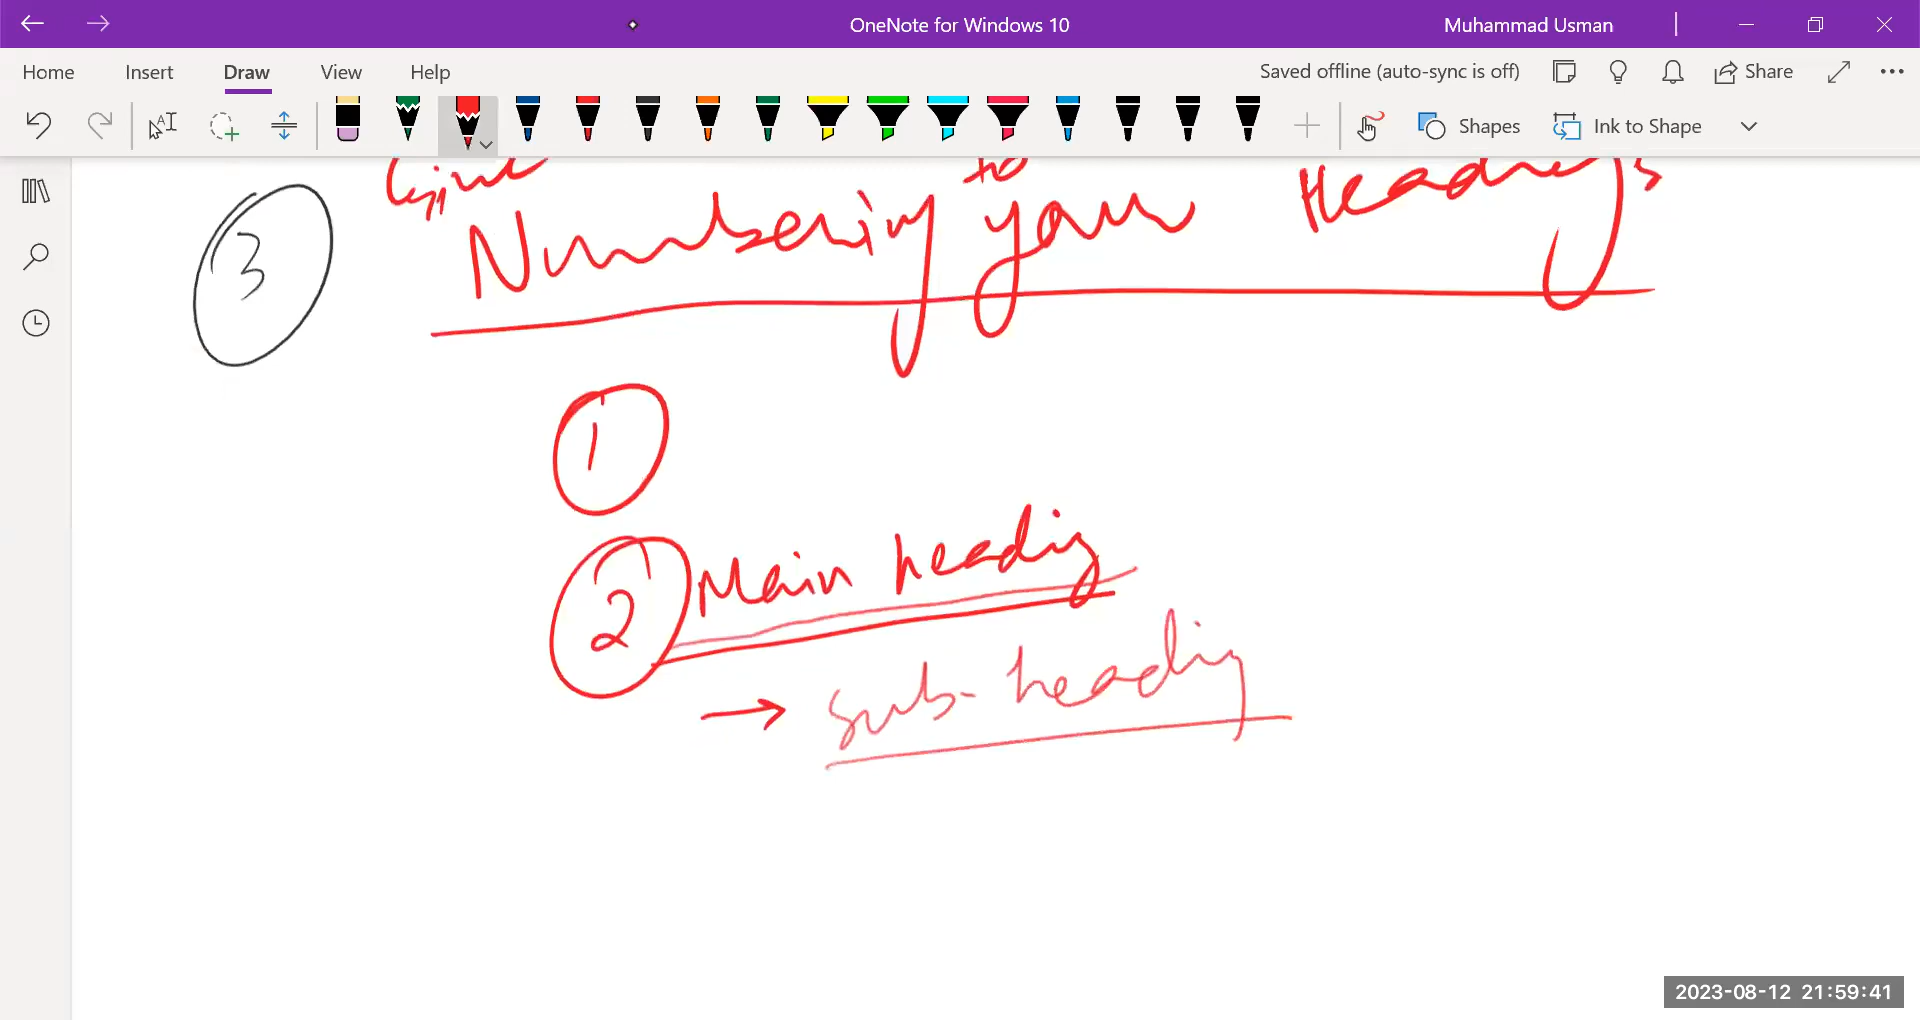 OneNote for Windows 10
Muhammad Usman
Home Insert Draw View Help
Saved offline (auto-sync is off)
Share
Shapes
Ink to Shape
3 Give Numbering to your Headings
1
2 Main heading
→ Sub-heading
2023-08-12 21:59:41